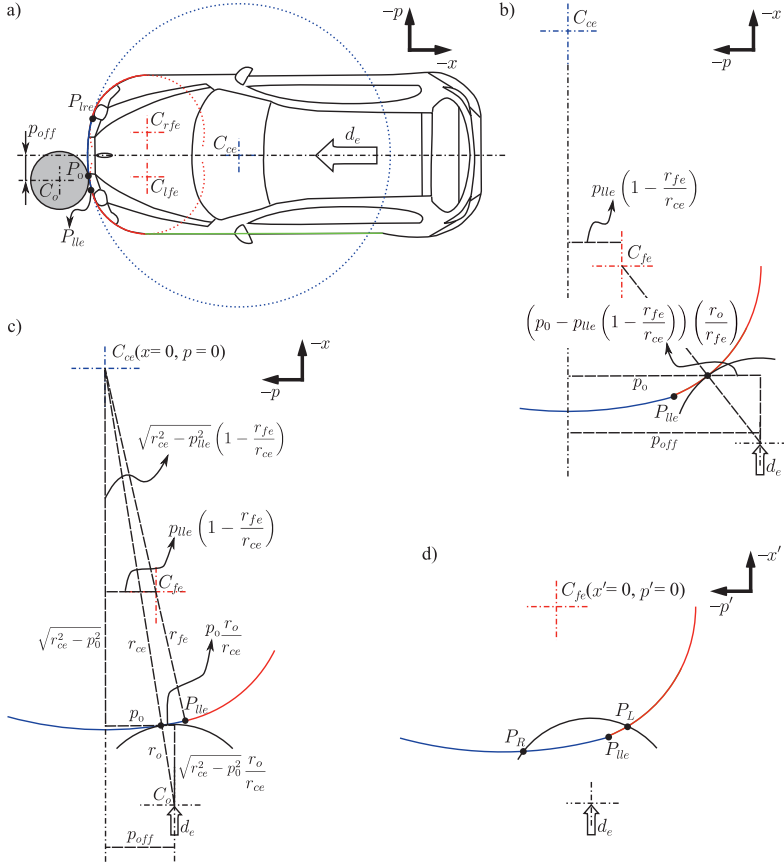 a)
−p
−x
P_lre
p_off
C_rfe
C_ce
d_e
P_o
C_lfe
C_o
P_lle
b)
−x
−p
C_ce
p_lle (1 − r_fe/r_ce)
C_fe
(p_0 − p_lle (1 − r_fe/r_ce)) (r_o/r_fe)
p_o
P_lle
p_off
d_e
c)
−x
−p
C_ce(x=0, p=0)
√(r_ce^2 − p_lle^2) (1 − r_fe/r_ce)
p_lle (1 − r_fe/r_ce)
C_fe
√(r_ce^2 − p_0^2)
r_ce
r_fe
p_o r_o/r_ce
P_lle
p_o
r_o
√(r_ce^2 − p_0^2) r_o/r_ce
C_o
d_e
p_off
d)
−x′
−p′
C_fe(x′=0, p′=0)
P_L
P_R
P_lle
d_e